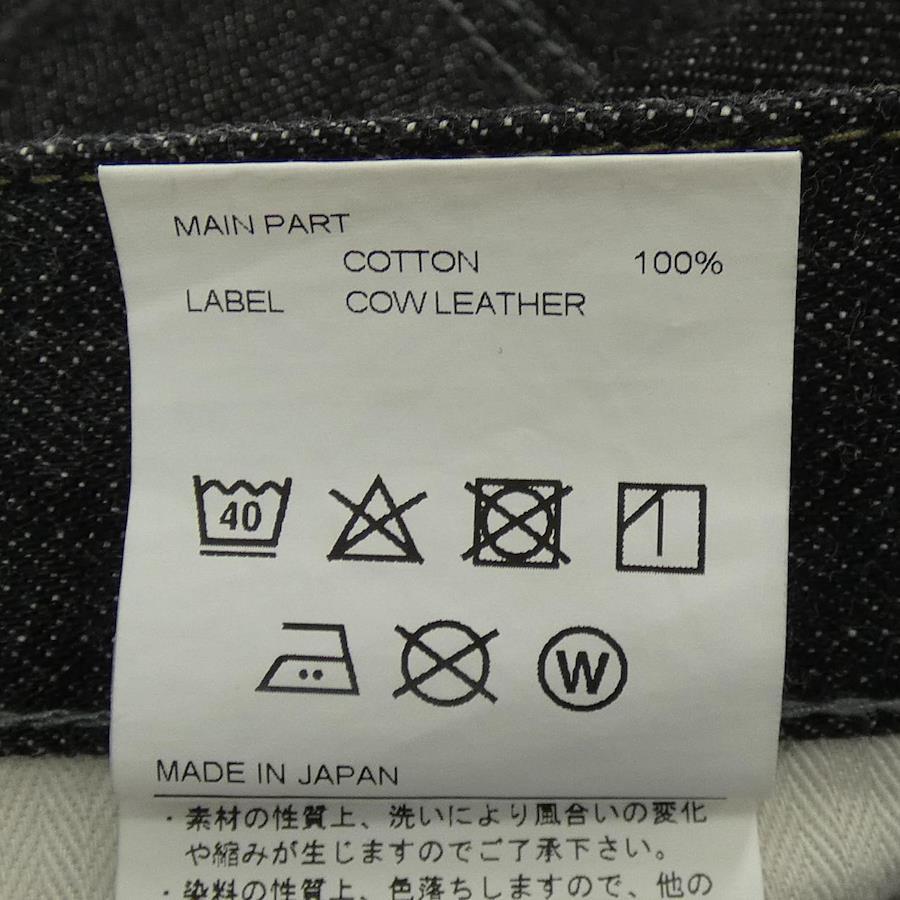 MAIN PART
COTTON 100%
LABEL COW LEATHER
40
W
MADE IN JAPAN
・素材の性質上、洗いにより風合いの変化
や縮みが生じますのでご了承下さい。
・染料の性質上、色落ちしますので、他の